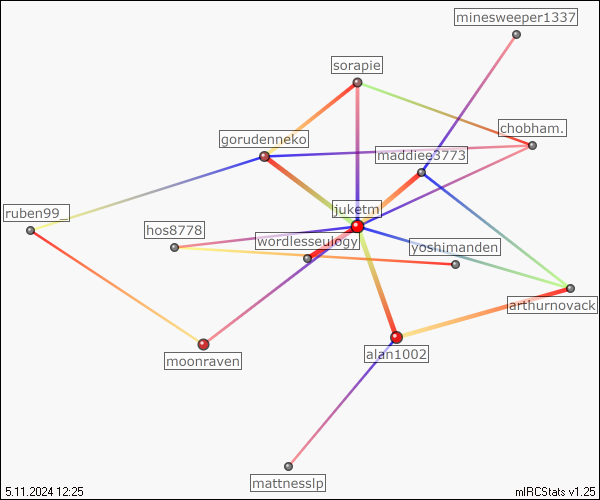 minesweeper1337
sorapie
chobham.
gorudenneko
maddiee3773
juketm
ruben99_
hos8778
wordlesseulogy
yoshimanden
arthurnovack
moonraven
alan1002
mattnesslp
5.11.2024 12:25
mIRCStats v1.25